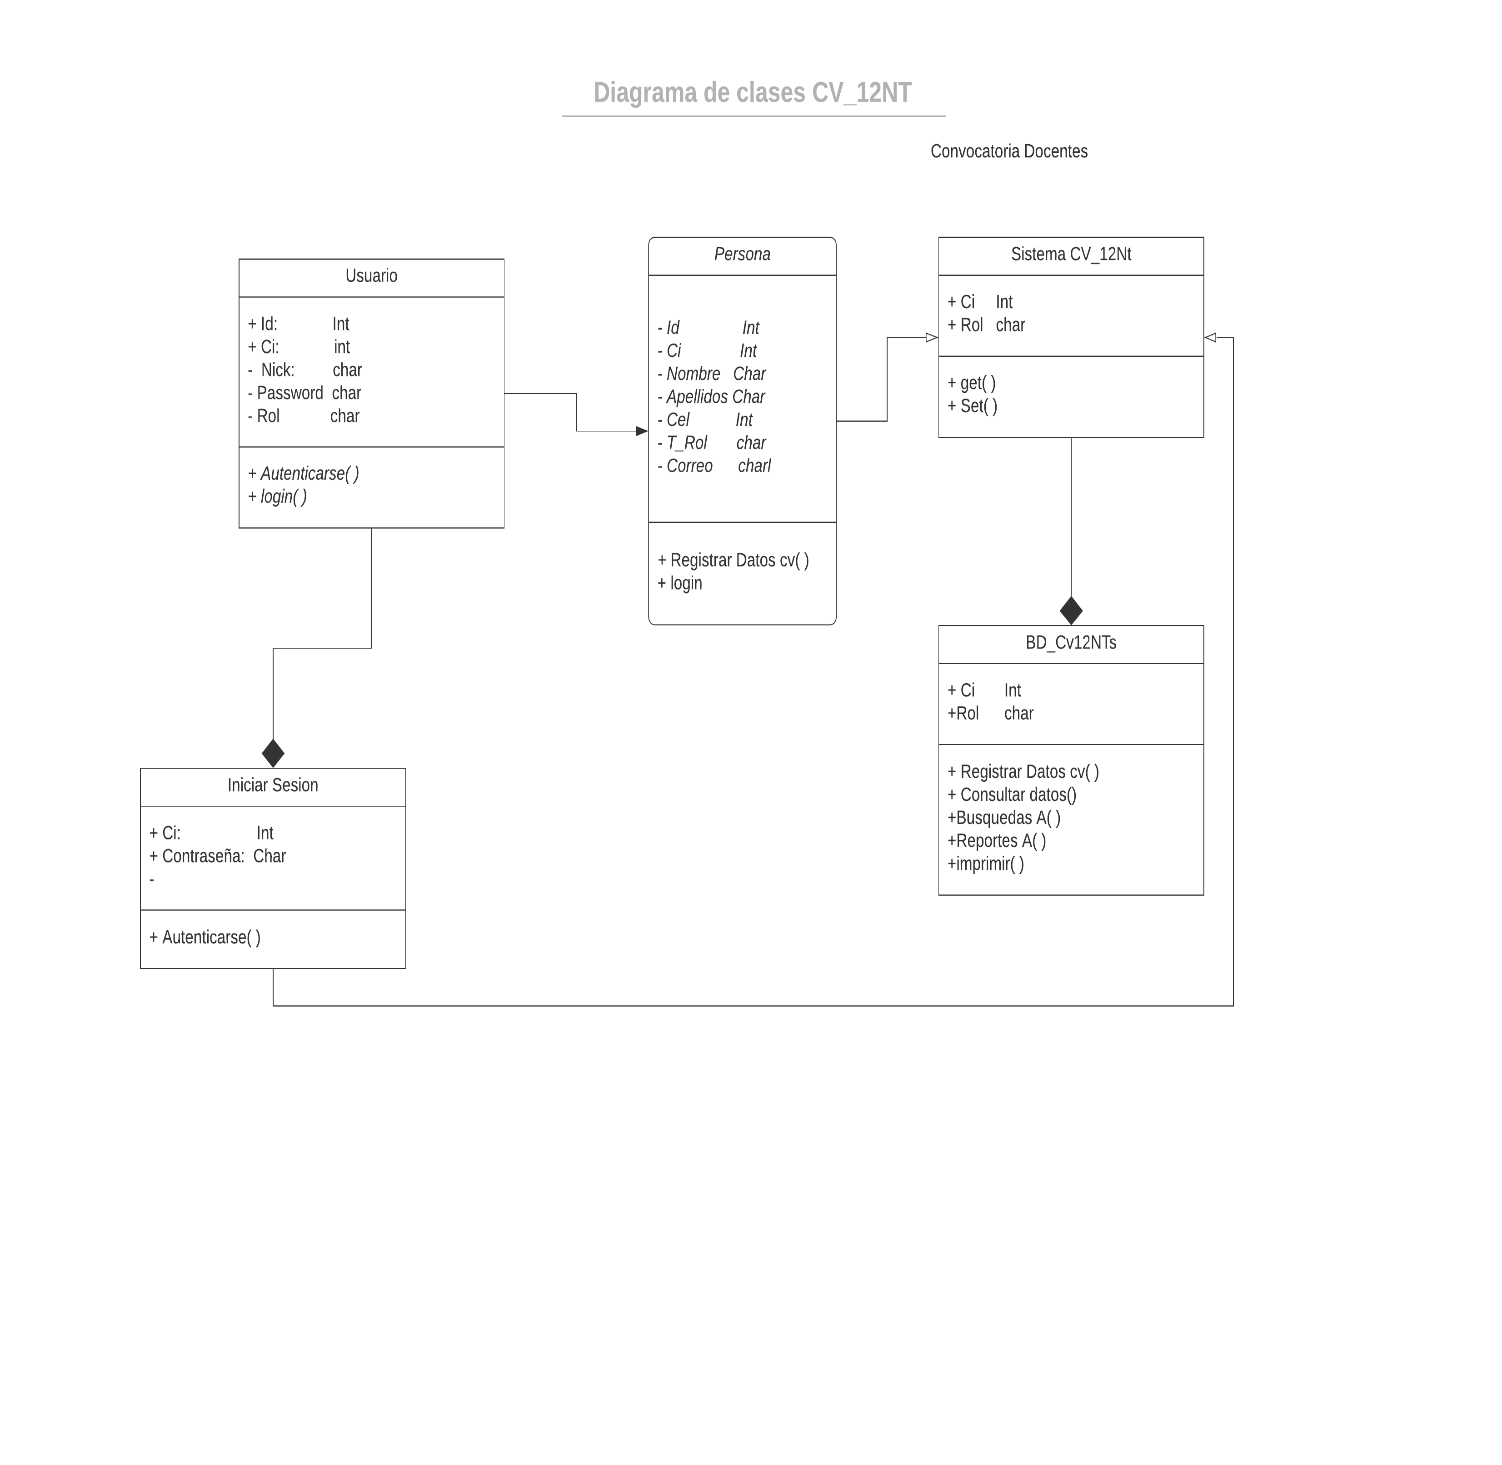 Diagrama de clases CV_12NT
Convocatoria Docentes
Usuario
+ Id: Int
+ Ci: int
- Nick: char
- Password char
- Rol char
+ Autenticarse( )
+ login( )
Persona
- Id Int
- Ci Int
- Nombre Char
- Apellidos Char
- Cel Int
- T_Rol char
- Correo charl
+ Registrar Datos cv( )
+ login
Sistema CV_12Nt
+ Ci Int
+ Rol char
+ get( )
+ Set( )
BD_Cv12NTs
+ Ci Int
+Rol char
+ Registrar Datos cv( )
+ Consultar datos()
+Busquedas A( )
+Reportes A( )
+imprimir( )
Iniciar Sesion
+ Ci: Int
+ Contraseña: Char
-
+ Autenticarse( )